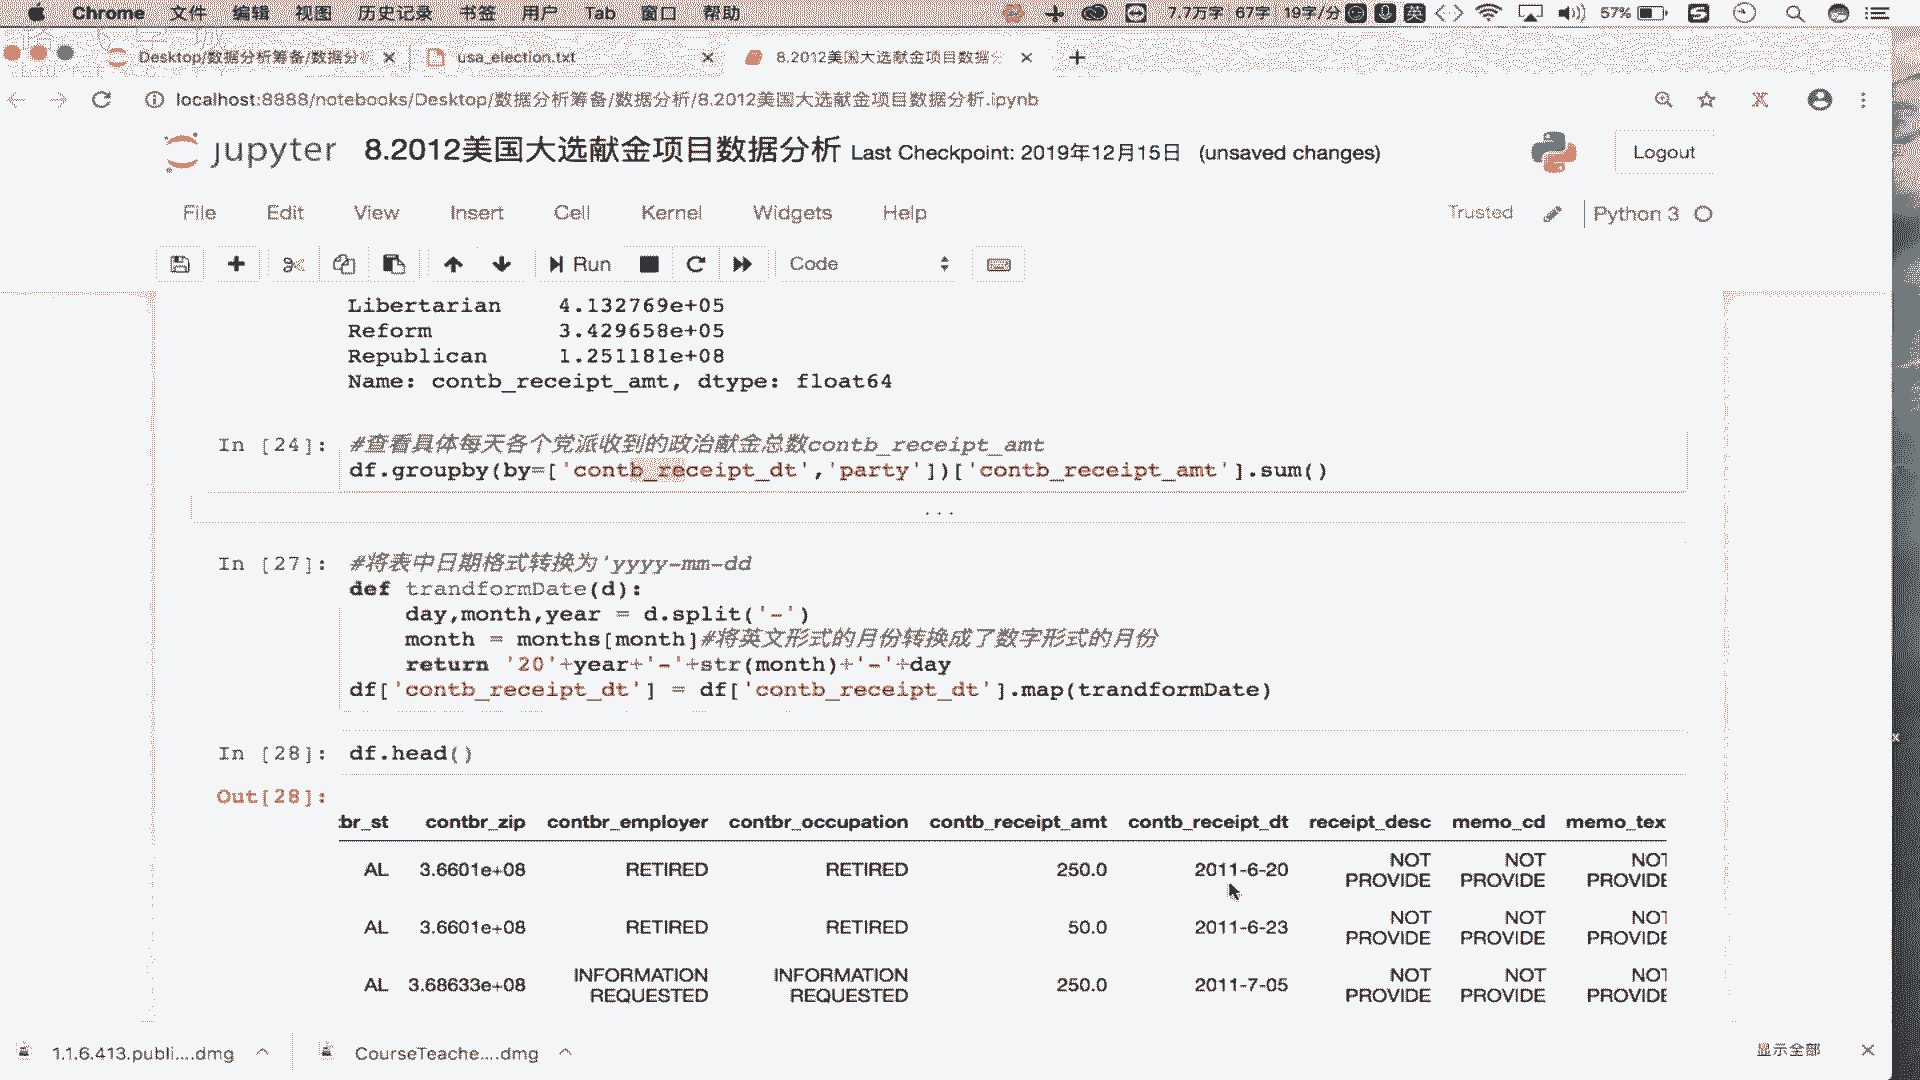 Chrome 文件 编辑 视图 历史记录 书签 用户 Tab 窗口 帮助 7.7万字 67字 19字/分 英 57%
Desktop/数据分析筹备/数据分 usa_election.txt 8.2012美国大选献金项目数据分
localhost:8888/notebooks/Desktop/数据分析筹备/数据分析/8.2012美国大选献金项目数据分析.ipynb
jupyter 8.2012美国大选献金项目数据分析 Last Checkpoint: 2019年12月15日 (unsaved changes) Logout
File Edit View Insert Cell Kernel Widgets Help Trusted Python 3
Run Code
Libertarian 4.132769e+05
Reform 3.429658e+05
Republican 1.251181e+08
Name: contb_receipt_amt, dtype: float64
In [24]: #查看具体每天各个党派收到的政治献金总数contb_receipt_amt
df.groupby(by=['contb_receipt_dt','party'])['contb_receipt_amt'].sum()
...
In [27]: #将表中日期格式转换为'yyyy-mm-dd
def trandformDate(d):
day,month,year = d.split('-')
month = months[month]#将英文形式的月份转换成了数字形式的月份
return '20'+year+'-'+str(month)+'-'+day
df['contb_receipt_dt'] = df['contb_receipt_dt'].map(trandformDate)
In [28]: df.head()
Out[28]:
br_st contbr_zip contbr_employer contbr_occupation contb_receipt_amt contb_receipt_dt receipt_desc memo_cd memo_tex
AL 3.6601e+08 RETIRED RETIRED 250.0 2011-6-20 NOT PROVIDE NOT PROVIDE NOT PROVIDE
AL 3.6601e+08 RETIRED RETIRED 50.0 2011-6-23 NOT PROVIDE NOT PROVIDE NOT PROVIDE
AL 3.68633e+08 INFORMATION REQUESTED INFORMATION REQUESTED 250.0 2011-7-05 NOT PROVIDE NOT PROVIDE NOT PROVIDE
1.1.6.413.publi....dmg CourseTeache....dmg 显示全部